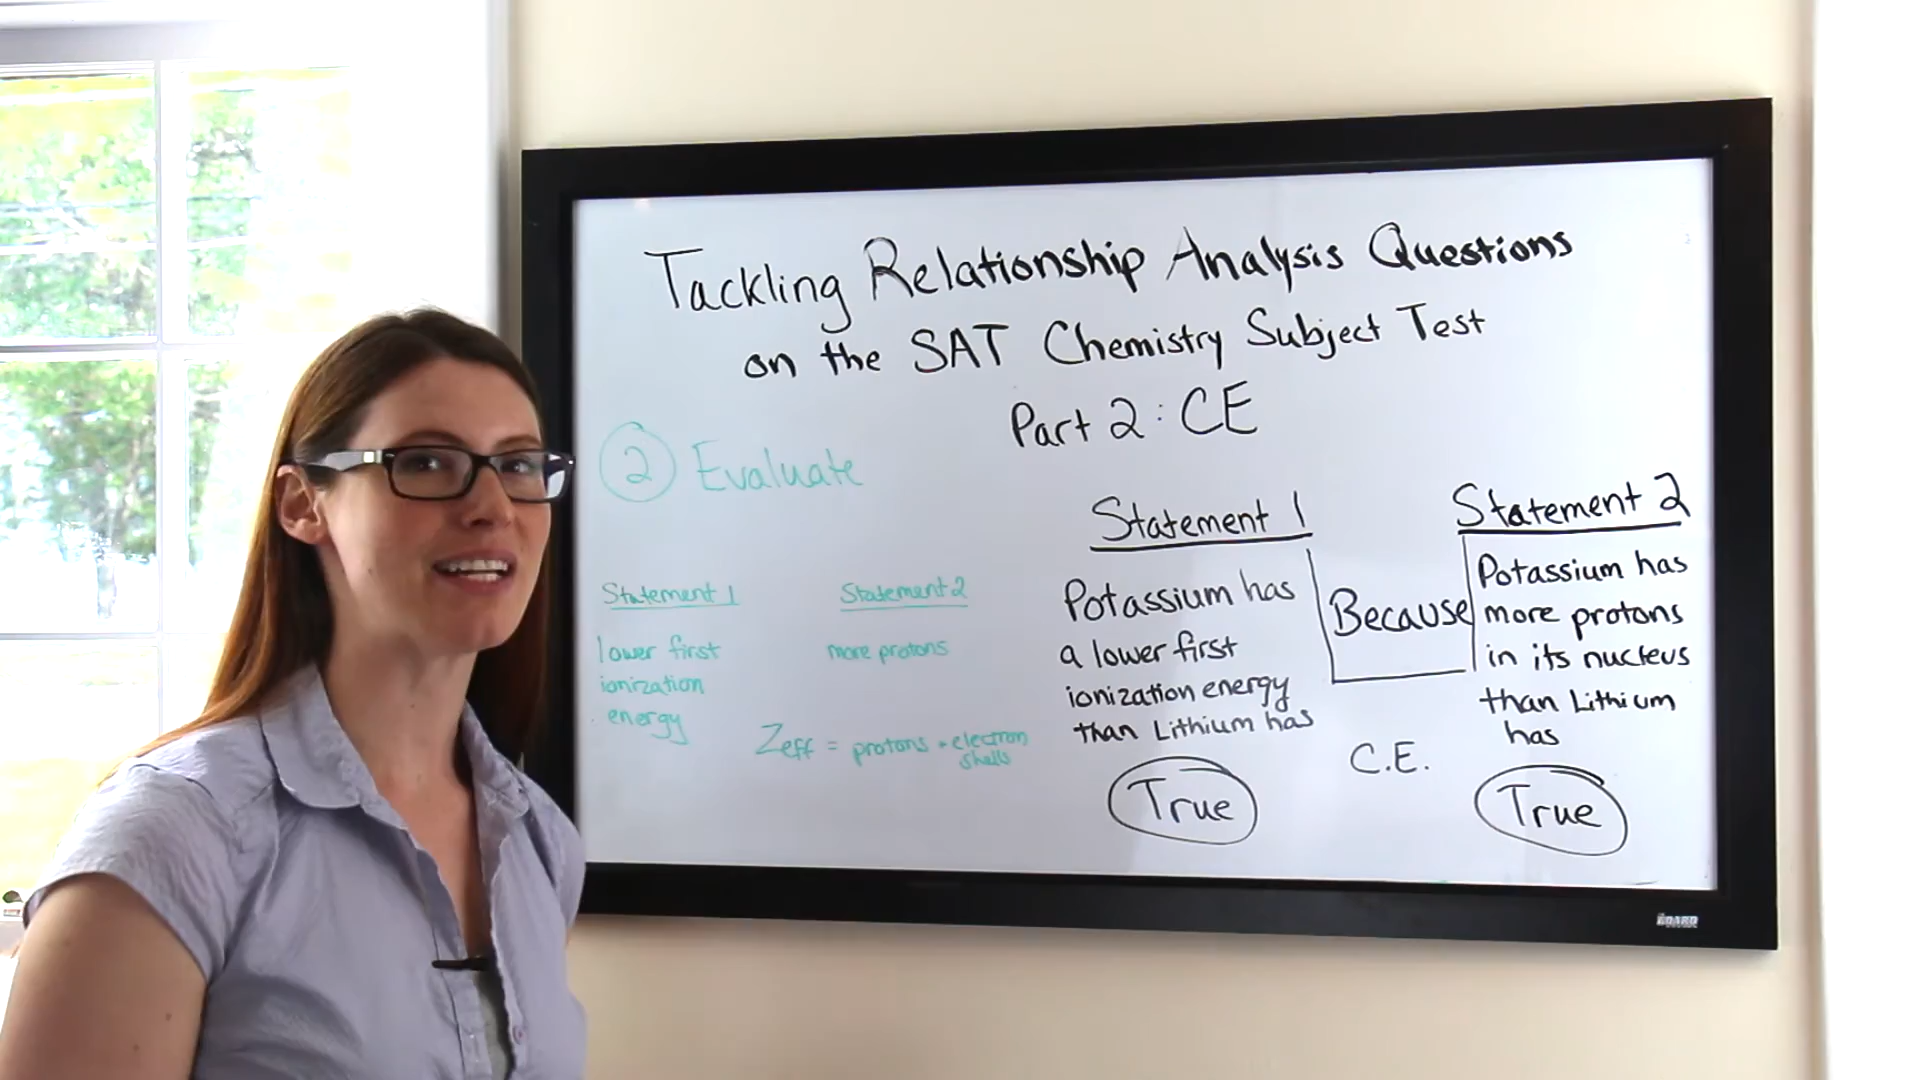 Tackling Relationship Analysis Questions
on the SAT Chemistry Subject Test
Part 2: CE
2 Evaluate
Statement 1
lower first
ionization
energy
Statement 2
more protons
Zeff = protons + electron
shells
Statement 1
Potassium has
a lower first
ionization energy
than Lithium has
True
Because
C.E.
Statement 2
Potassium has
more protons
in its nucleus
than Lithium
has
True